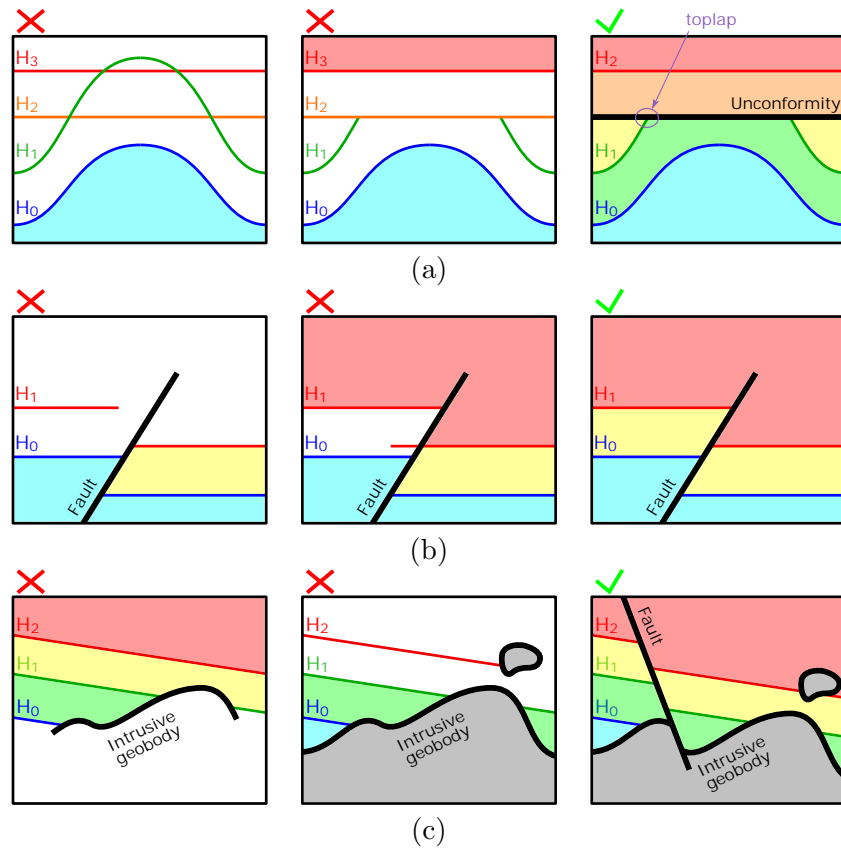 toplap
H3
H2
H1
H0
H3
H2
H1
H0
H2
Unconformity
H1
H0
(a)
H1
H0
Fault
H1
H0
Fault
H1
H0
Fault
(b)
H2
H1
H0
Intrusive
geobody
H2
H1
H0
Intrusive
geobody
Fault
H2
H1
H0
Intrusive
geobody
(c)